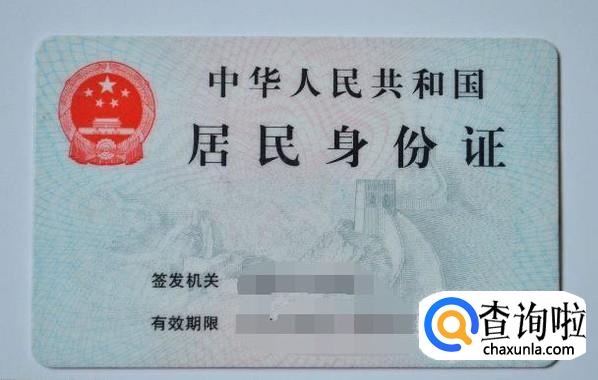 中华人民共和国
居民身份证
签发机关
有效期限
查询啦
chaxunla.com